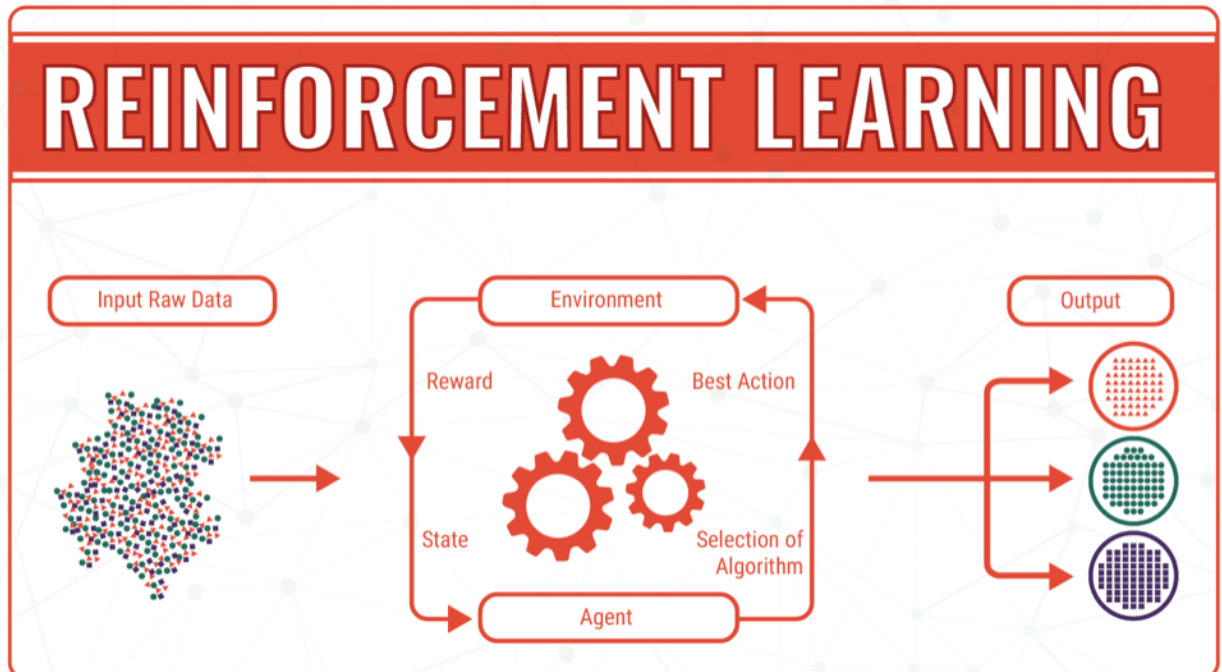 REINFORCEMENT LEARNING
Input Raw Data
Environment
Output
Reward
Best Action
State
Selection of
Algorithm
Agent